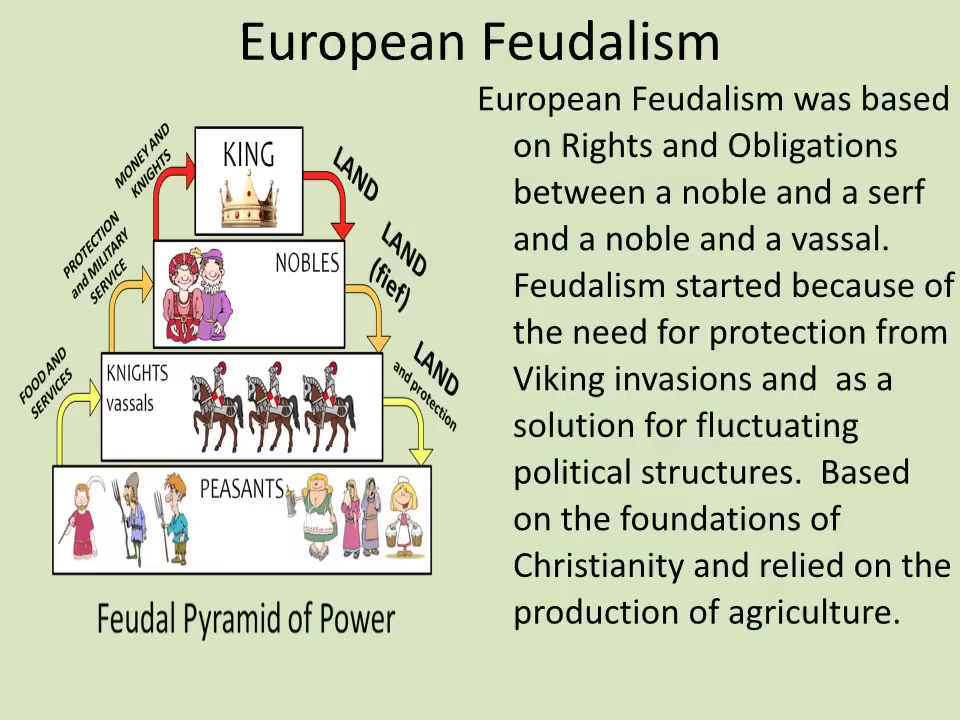 European Feudalism
MONEY AND
KNIGHTS
KING
LAND
PROTECTION
and MILITARY
SERVICE
NOBLES
LAND
(fief)
FOOD AND
SERVICES
KNIGHTS
vassals
LAND
and protection
PEASANTS
Feudal Pyramid of Power
European Feudalism was based
on Rights and Obligations
between a noble and a serf
and a noble and a vassal.
Feudalism started because of
the need for protection from
Viking invasions and  as a
solution for fluctuating
political structures.  Based
on the foundations of
Christianity and relied on the
production of agriculture.